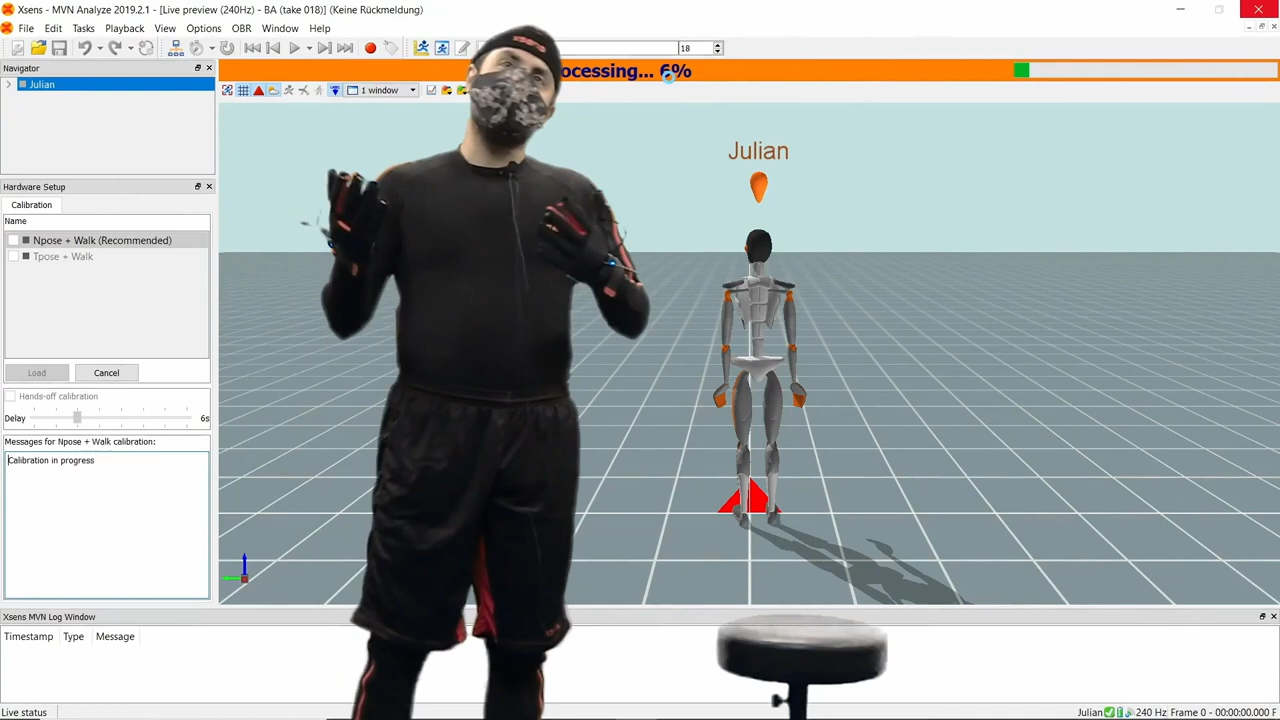 Xsens - MVN Analyze 2019.2.1 - [Live preview (240Hz) - BA (take 018)] (Keine Rückmeldung)
File Edit Tasks Playback View Options OBR Window Help
18
Navigator
Julian
ocessing... 6%
1 window
Julian
Hardware Setup
Calibration
Name
Npose + Walk (Recommended)
Tpose + Walk
Load Cancel
Hands-off calibration
Delay 6s
Messages for Npose + Walk calibration:
Calibration in progress
Xsens MVN Log Window
Timestamp Type Message
Live status
Julian 240 Hz Frame 0 - 00:00:00.000 F